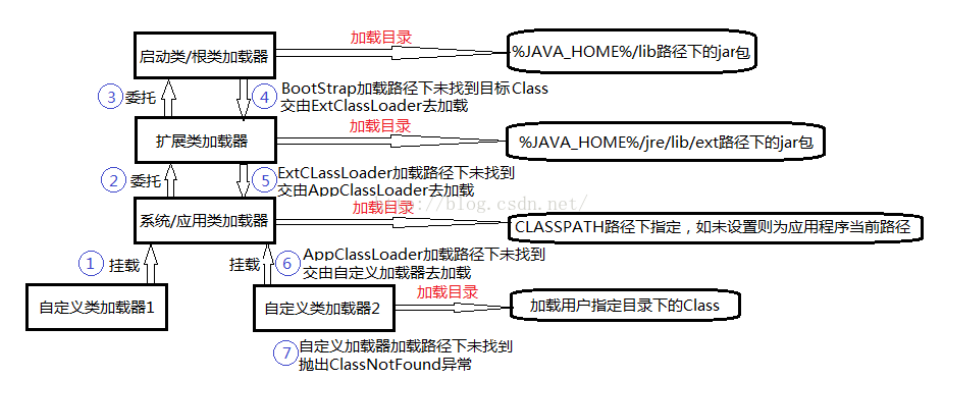 加载目录
启动类/根类加载器
%JAVA_HOME%/lib路径下的jar包
③ 委托
④ BootStrap加载路径下未找到目标Class
交由ExtClassLoader去加载
加载目录
扩展类加载器
%JAVA_HOME%/jre/lib/ext路径下的jar包
② 委托
⑤ ExtCLassLoader加载路径下未找到
交由AppClassLoader去加载
http://blog.csdn.net/
加载目录
系统/应用类加载器
CLASSPATH路径下指定，如未设置则为应用程序当前路径
① 挂载
挂载
⑥ AppClassLoader加载路径下未找到
交由自定义加载器去加载
加载目录
自定义类加载器1
自定义类加载器2
加载用户指定目录下的Class
⑦ 自定义加载器加载路径下未找到
抛出ClassNotFound异常